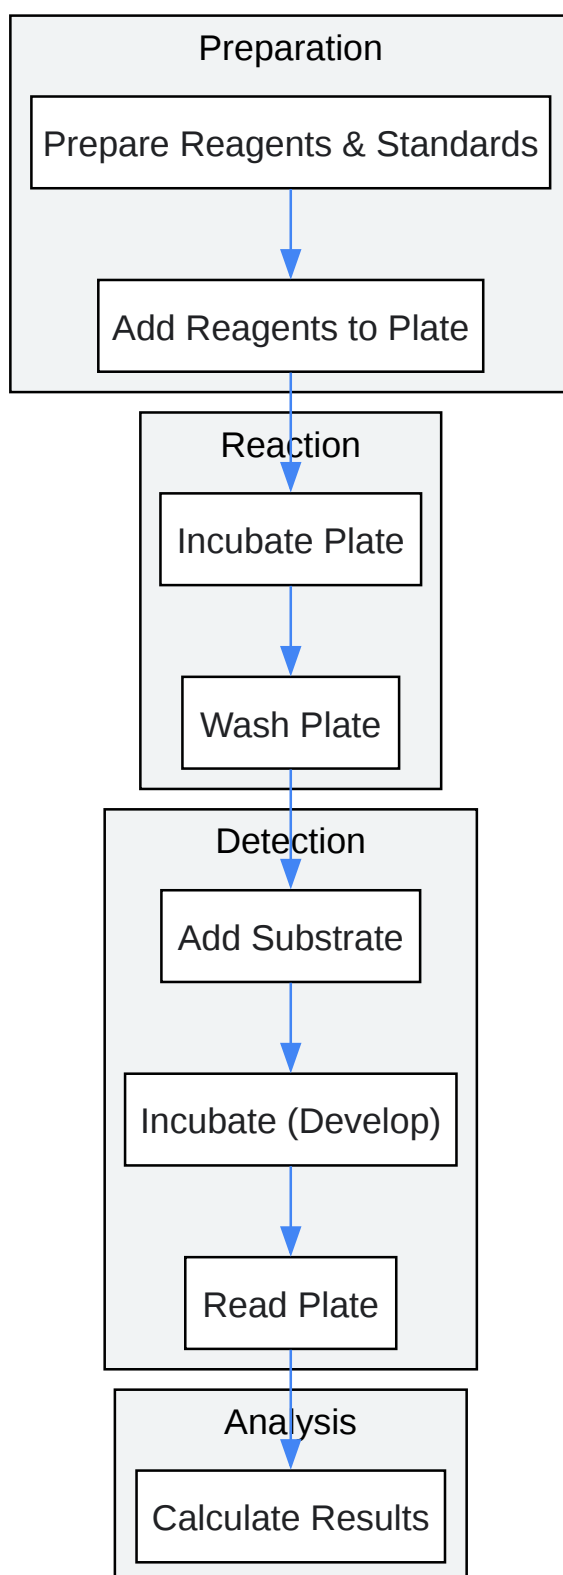 Preparation
Prepare Reagents & Standards
Add Reagents to Plate
Reaction
Incubate Plate
Wash Plate
Detection
Add Substrate
Incubate (Develop)
Read Plate
Analysis
Calculate Results